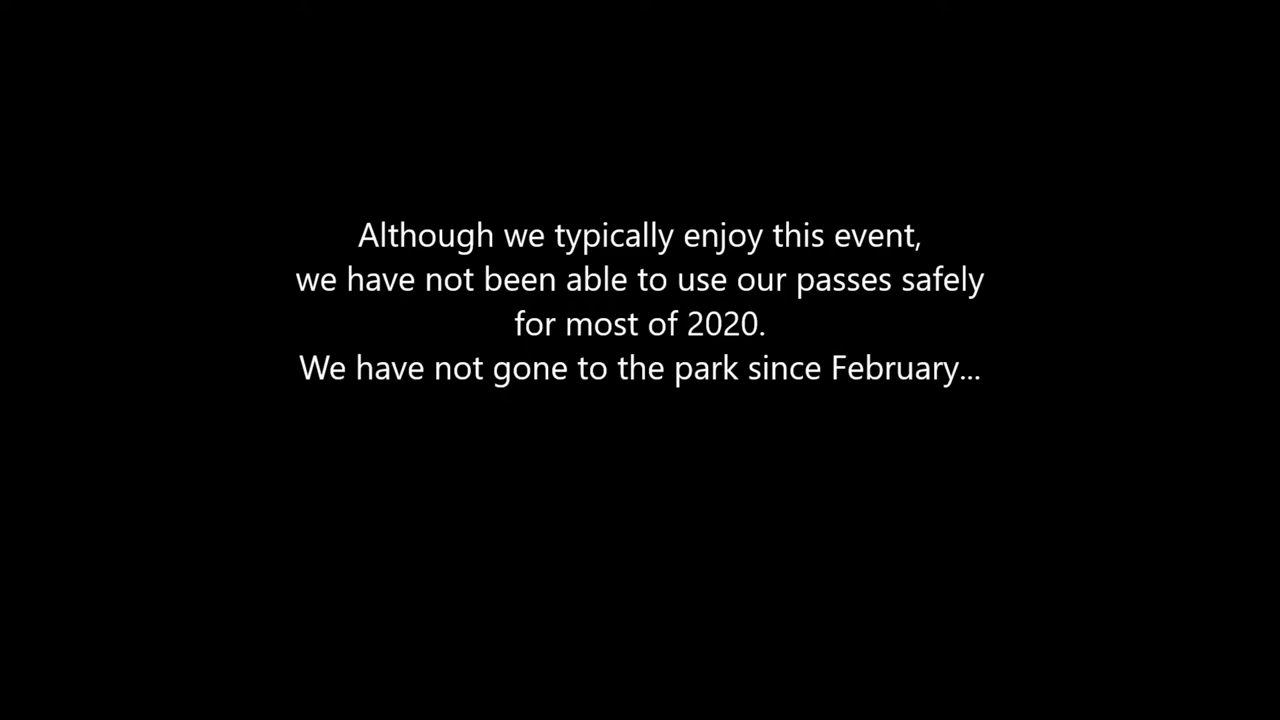 Although we typically enjoy this event,
we have not been able to use our passes safely
for most of 2020.
We have not gone to the park since February...